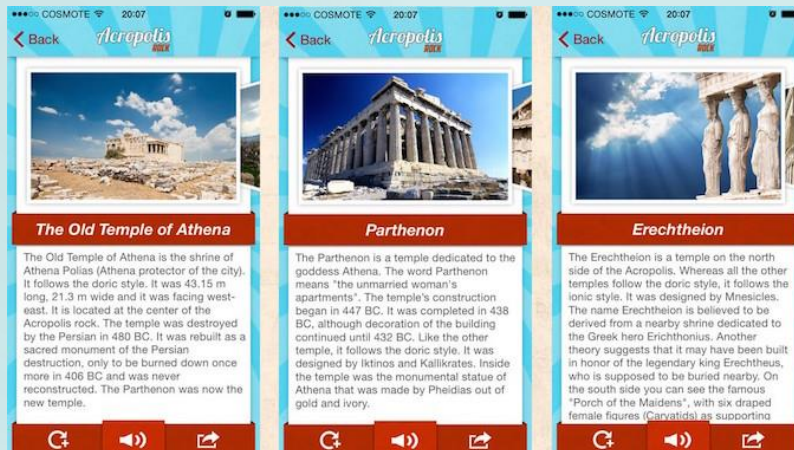 COSMOTE 20:07
Back
Acropolis
ROCK
The Old Temple of Athena
The Old Temple of Athena is the shrine of
Athena Polias (Athena protector of the city).
It follows the doric style. It was 43.15 m
long, 21.3 m wide and it was facing west-
east. It is located at the center of the
Acropolis rock. The temple was destroyed
by the Persian in 480 BC. It was rebuilt as a
sacred monument of the Persian
destruction, only to be burned down once
more in 406 BC and was never
reconstructed. The Parthenon was now the
new temple.
COSMOTE 20:07
Back
Acropolis
ROCK
Parthenon
The Parthenon is a temple dedicated to the
goddess Athena. The word Parthenon
means "the unmarried woman's
apartments". The temple's construction
began in 447 BC. It was completed in 438
BC, although decoration of the building
continued until 432 BC. Like the other
temple, it follows the doric style. It was
designed by Iktinos and Kallikrates. Inside
the temple was the monumental statue of
Athena that was made by Pheidias out of
gold and ivory.
COSMOTE 20:07
Back
Acropolis
ROCK
Erechtheion
The Erechtheion is a temple on the north
side of the Acropolis. Whereas all the other
temples follow the doric style, it follows the
ionic style. It was designed by Mnesicles.
The name Erechtheion is believed to be
derived from a nearby shrine dedicated to
the Greek hero Erichthonius. Another
theory suggests that it may have been built
in honor of the legendary king Erechtheus,
who is supposed to be buried nearby. On
the south side you can see the famous
"Porch of the Maidens", with six draped
female figures (Caryatids) as supporting